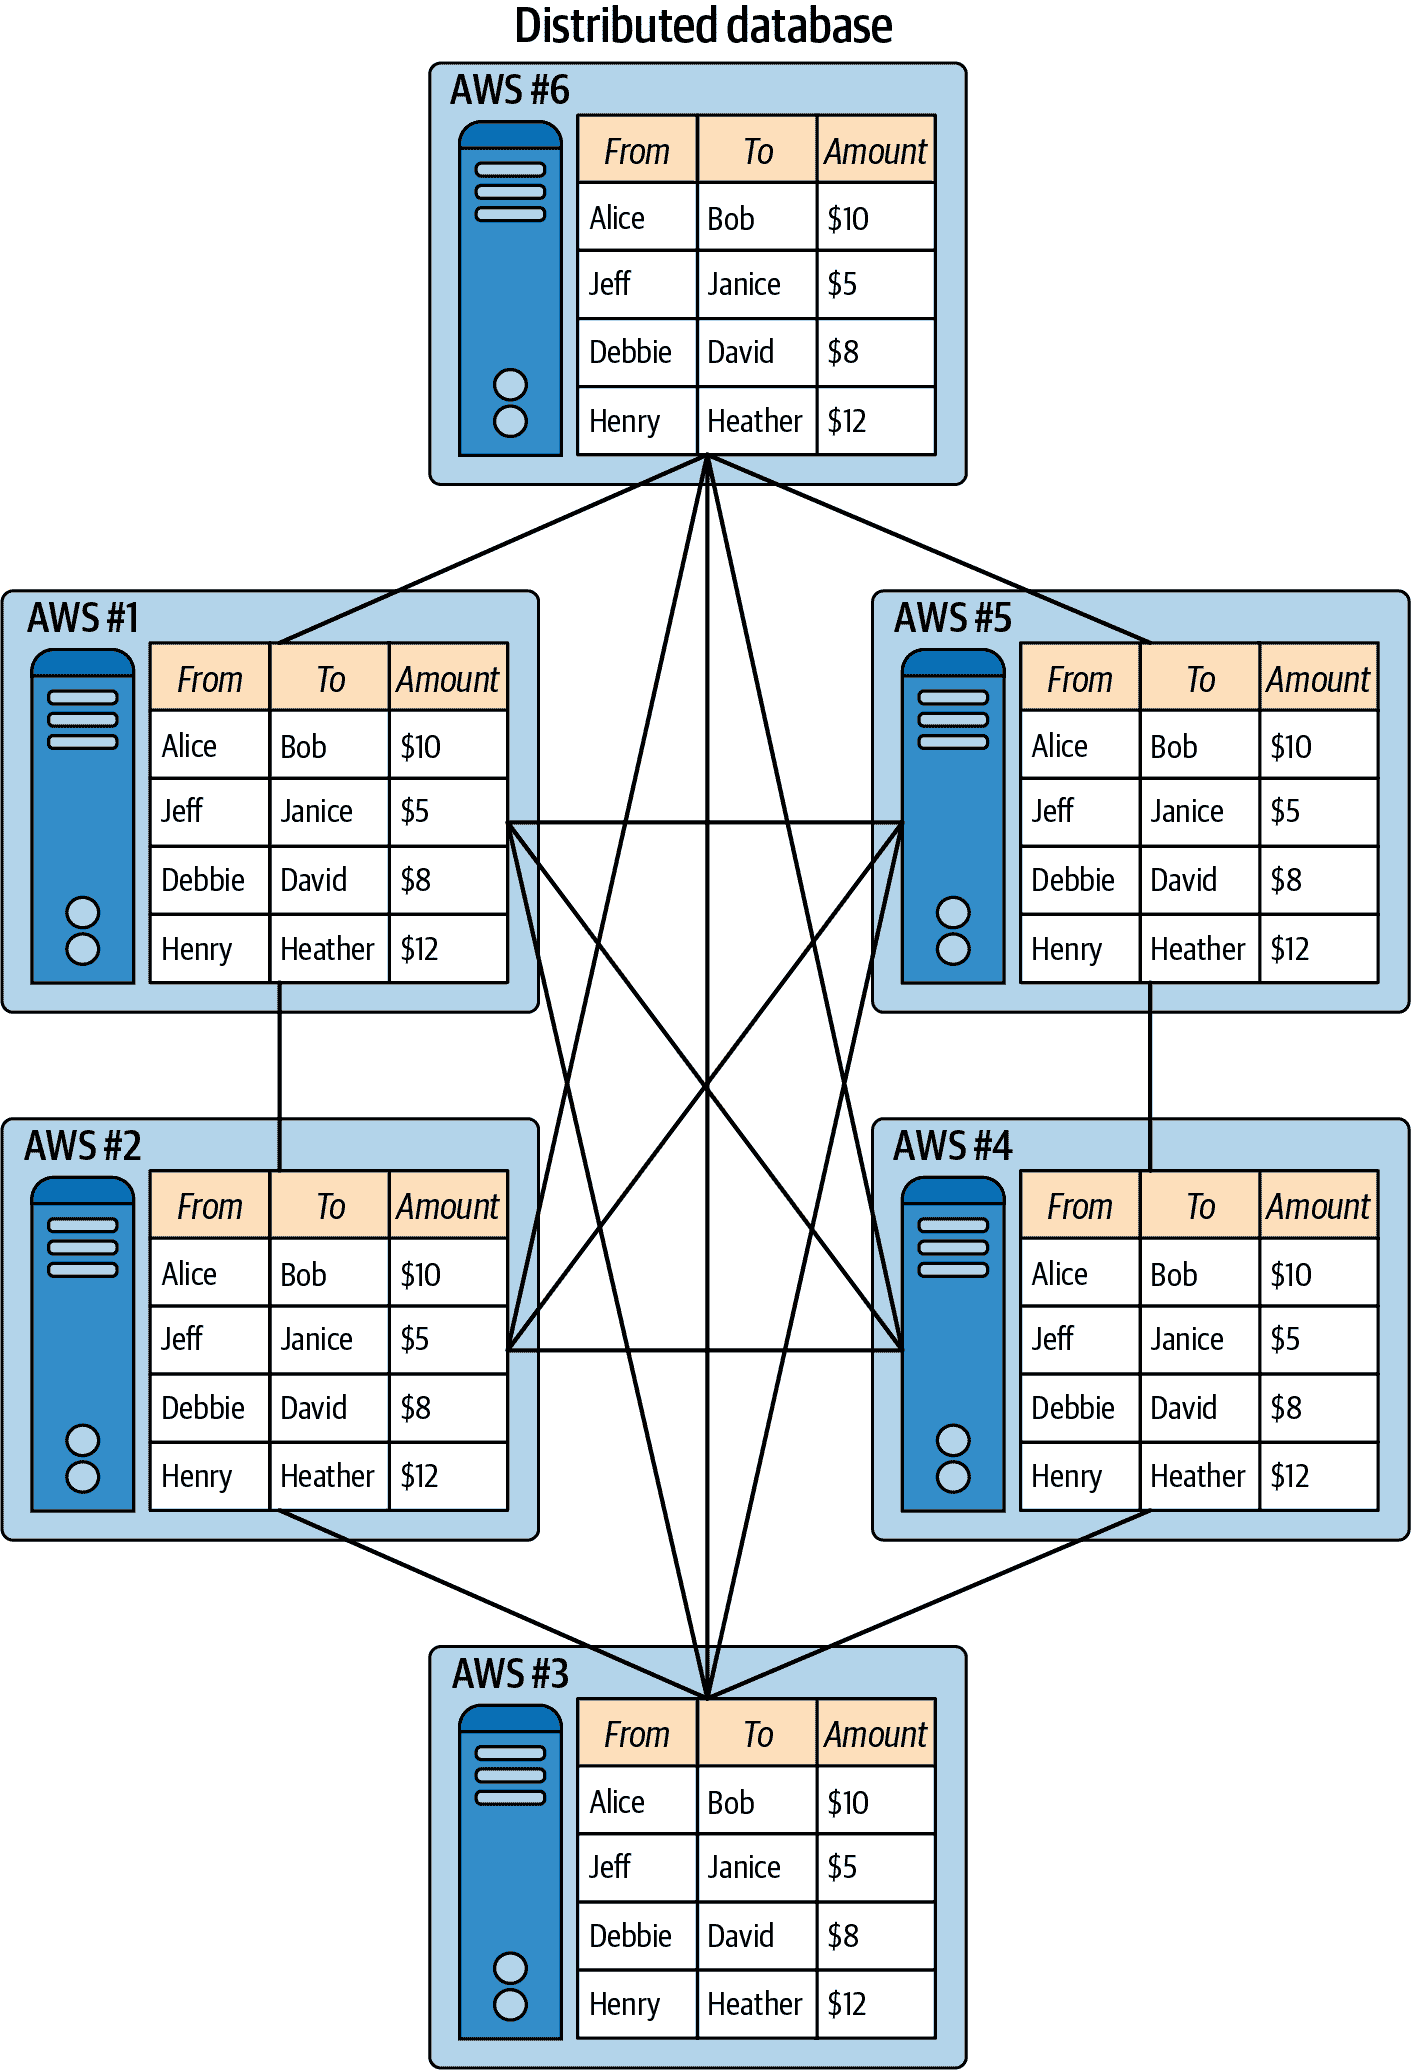 Distributed database
AWS #6
From To Amount
Alice Bob $10
Jeff Janice $5
Debbie David $8
Henry Heather $12
AWS #1
From To Amount
Alice Bob $10
Jeff Janice $5
Debbie David $8
Henry Heather $12
AWS #5
From To Amount
Alice Bob $10
Jeff Janice $5
Debbie David $8
Henry Heather $12
AWS #2
From To Amount
Alice Bob $10
Jeff Janice $5
Debbie David $8
Henry Heather $12
AWS #4
From To Amount
Alice Bob $10
Jeff Janice $5
Debbie David $8
Henry Heather $12
AWS #3
From To Amount
Alice Bob $10
Jeff Janice $5
Debbie David $8
Henry Heather $12